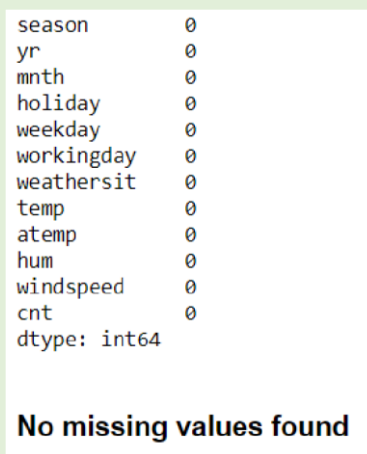 season 0
yr 0
mnth 0
holiday 0
weekday 0
workingday 0
weathersit 0
temp 0
atemp 0
hum 0
windspeed 0
cnt 0
dtype: int64
No missing values found